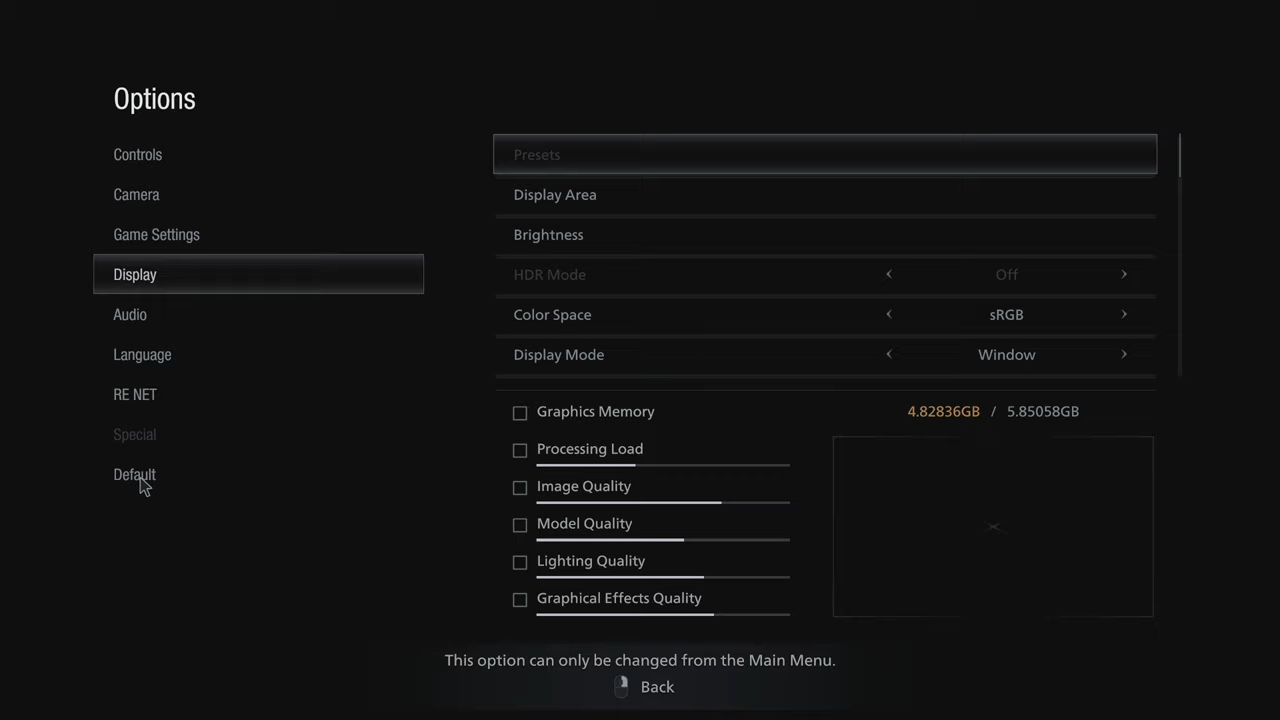 Options
Controls
Camera
Game Settings
Display
Audio
Language
RE NET
Special
Default
Presets
Display Area
Brightness
HDR Mode Off
Color Space sRGB
Display Mode Window
Graphics Memory 4.82836GB / 5.85058GB
Processing Load
Image Quality
Model Quality
Lighting Quality
Graphical Effects Quality
This option can only be changed from the Main Menu.
Back